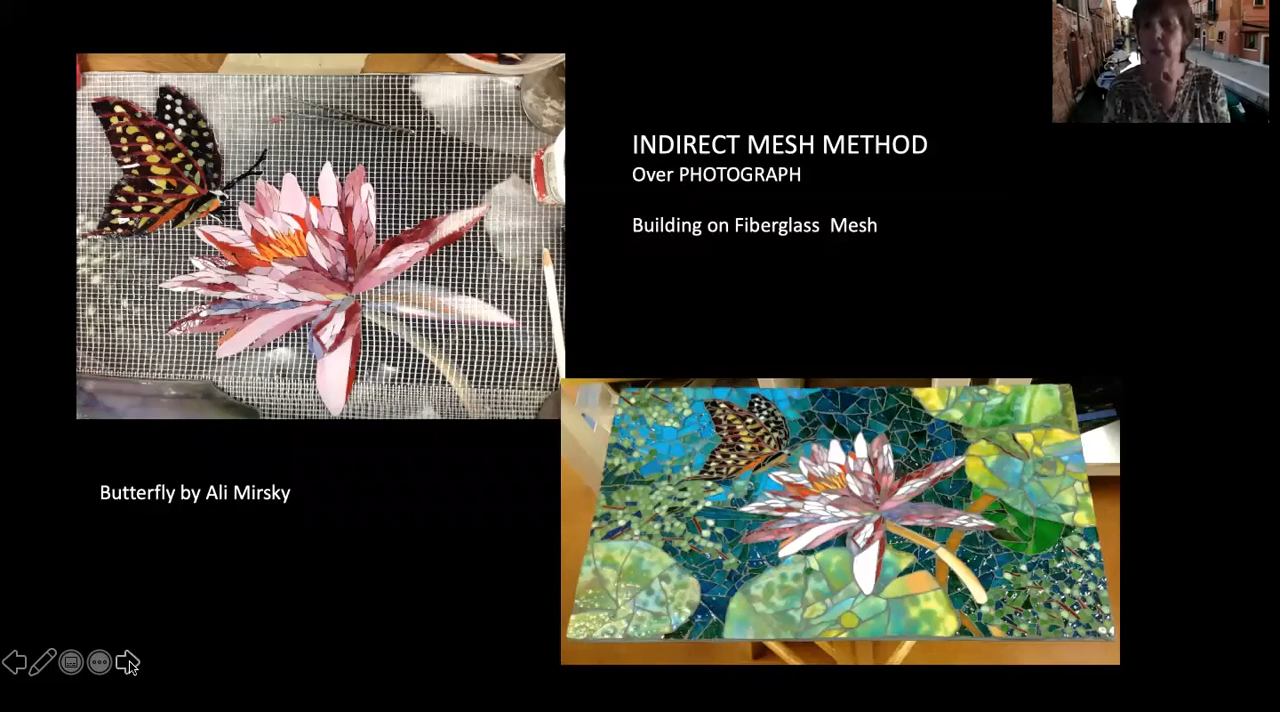 INDIRECT MESH METHOD
Over PHOTOGRAPH
Building on Fiberglass Mesh
Butterfly by Ali Mirsky